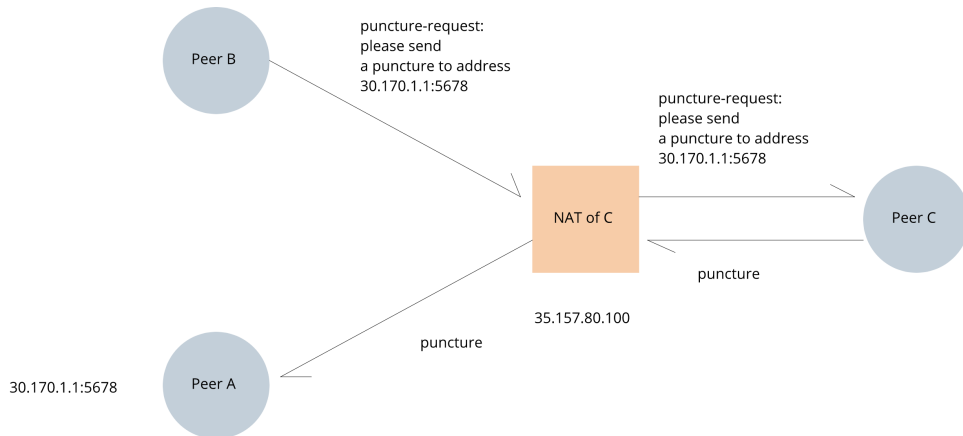 Peer B
puncture-request:
please send
a puncture to address
30.170.1.1:5678
puncture-request:
please send
a puncture to address
30.170.1.1:5678
NAT of C
Peer C
puncture
35.157.80.100
puncture
Peer A
30.170.1.1:5678